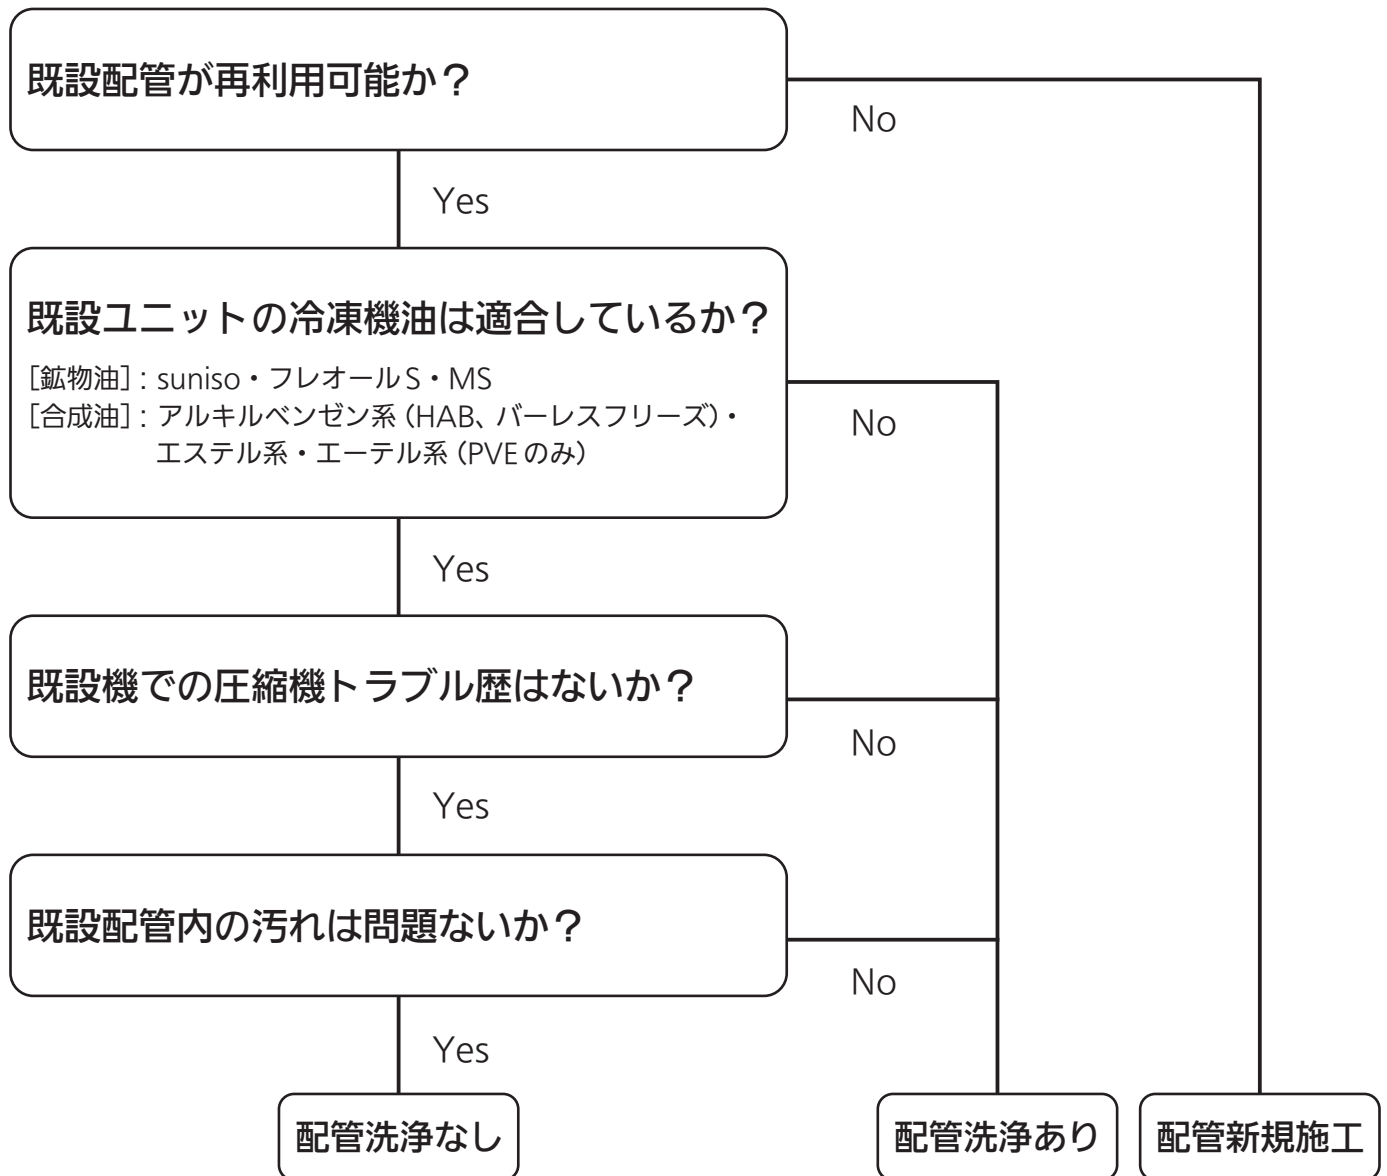 既設配管が再利用可能か？
No
Yes
既設ユニットの冷凍機油は適合しているか？
［鉱物油］：suniso・フレオールS・MS
［合成油］：アルキルベンゼン系（HAB、バーレスフリーズ）・
エステル系・エーテル系（PVEのみ）
No
Yes
既設機での圧縮機トラブル歴はないか？
No
Yes
既設配管内の汚れは問題ないか？
No
Yes
配管洗浄なし
配管洗浄あり
配管新規施工